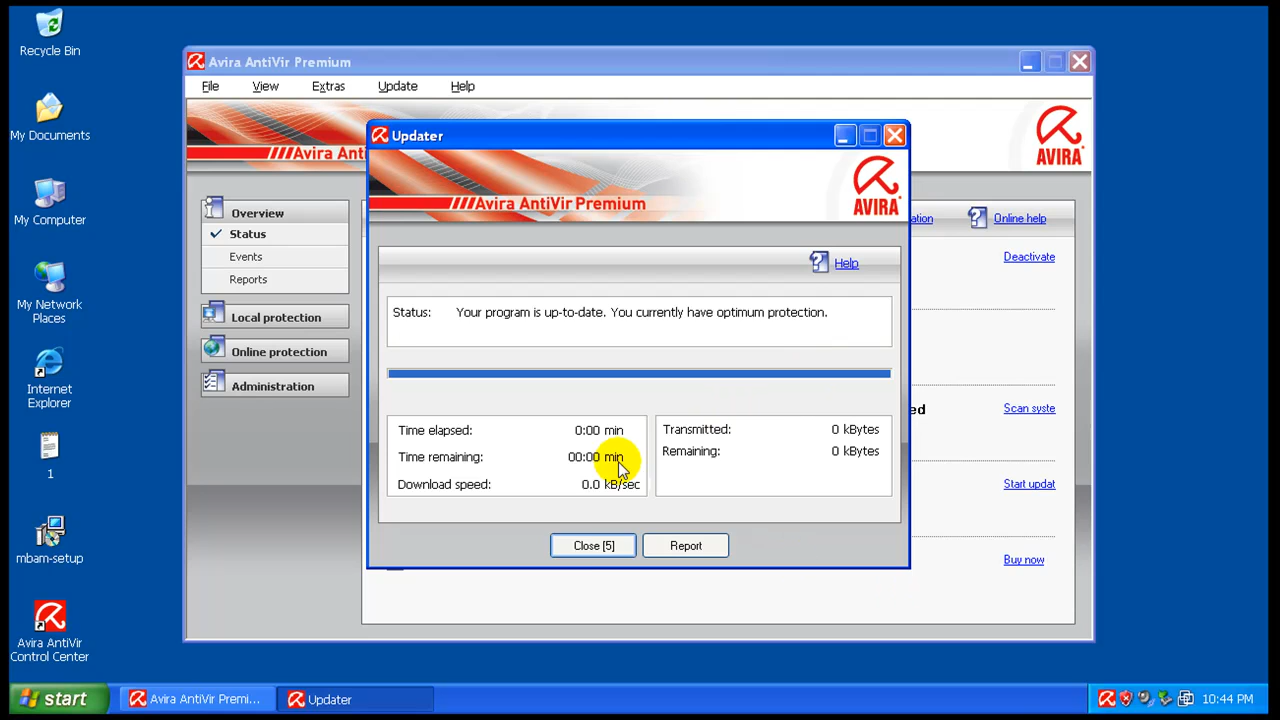 Recycle Bin
My Documents
My Computer
My Network
Places
Internet
Explorer
1
mbam-setup
Avira AntiVir
Control Center
Avira AntiVir Premium
File View Extras Update Help
///Avira Ant
AVIRA
Overview
Status
Events
Reports
Local protection
Online protection
Administration
Online help
Deactivate
Scan syste
Start updat
Buy now
Updater
////Avira AntiVir Premium
AVIRA
Help
Status: Your program is up-to-date. You currently have optimum protection.
Time elapsed: 0:00 min
Time remaining: 00:00 min
Download speed: 0.0 kB/sec
Transmitted: 0 kBytes
Remaining: 0 kBytes
Close [5] Report
start Avira AntiVir Premi... Updater 10:44 PM